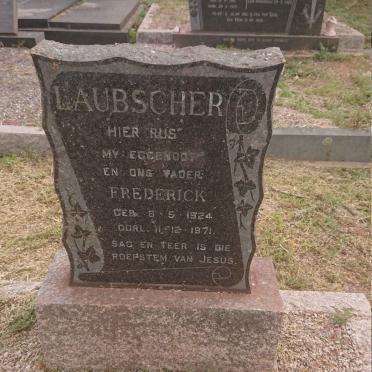 LAUBSCHER
HIER RUS
MY EGGENOOT
EN ONS VADER
FREDERICK
GEB. 8-5-1924
OORL. 11-12-1971.
SAG EN TEER IS DIE
ROEPSTEM VAN JESUS.